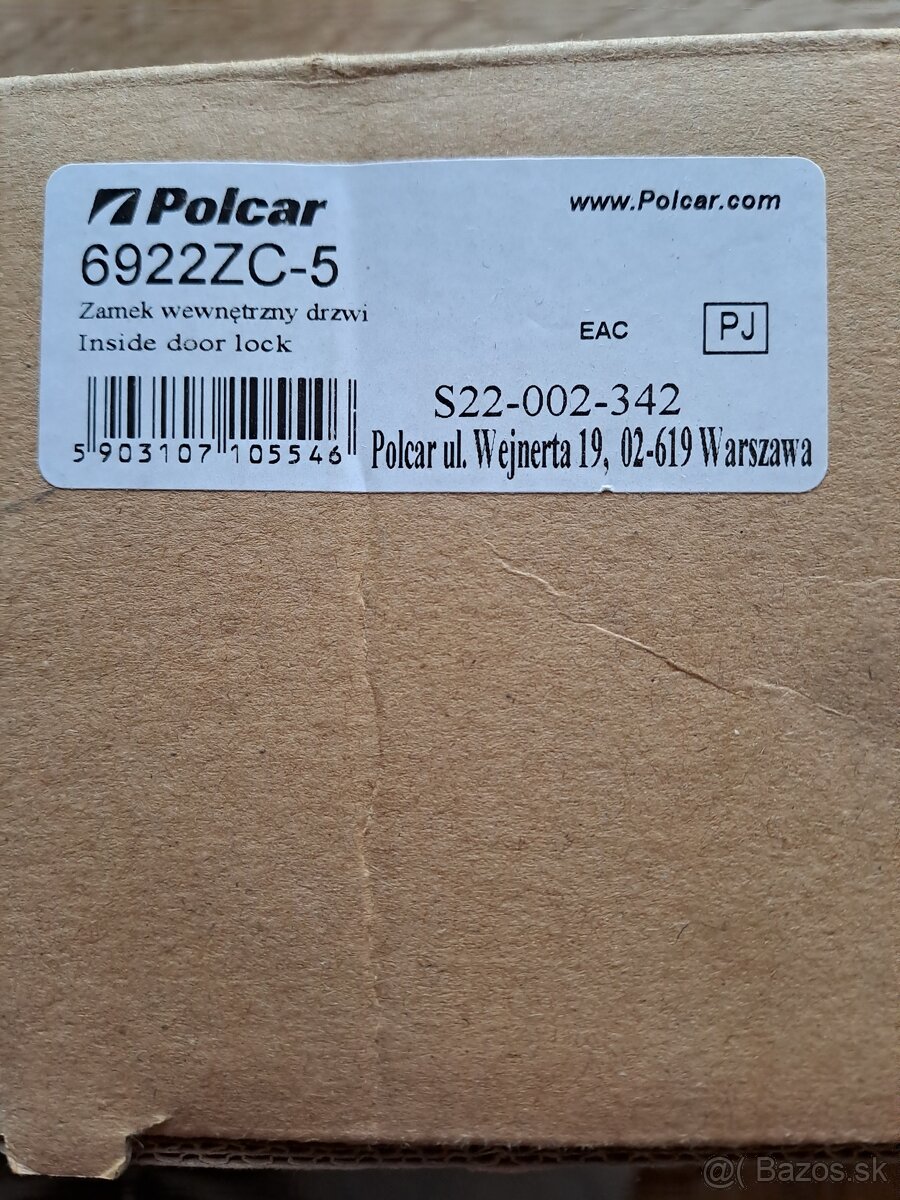 Polcar
www.Polcar.com
6922ZC-5
Zamek wewnętrzny drzwi
Inside door lock
EAC
PJ
S22-002-342
5 903107 105546
Polcar ul. Wejnerta 19, 02-619 Warszawa
@( Bazos.sk